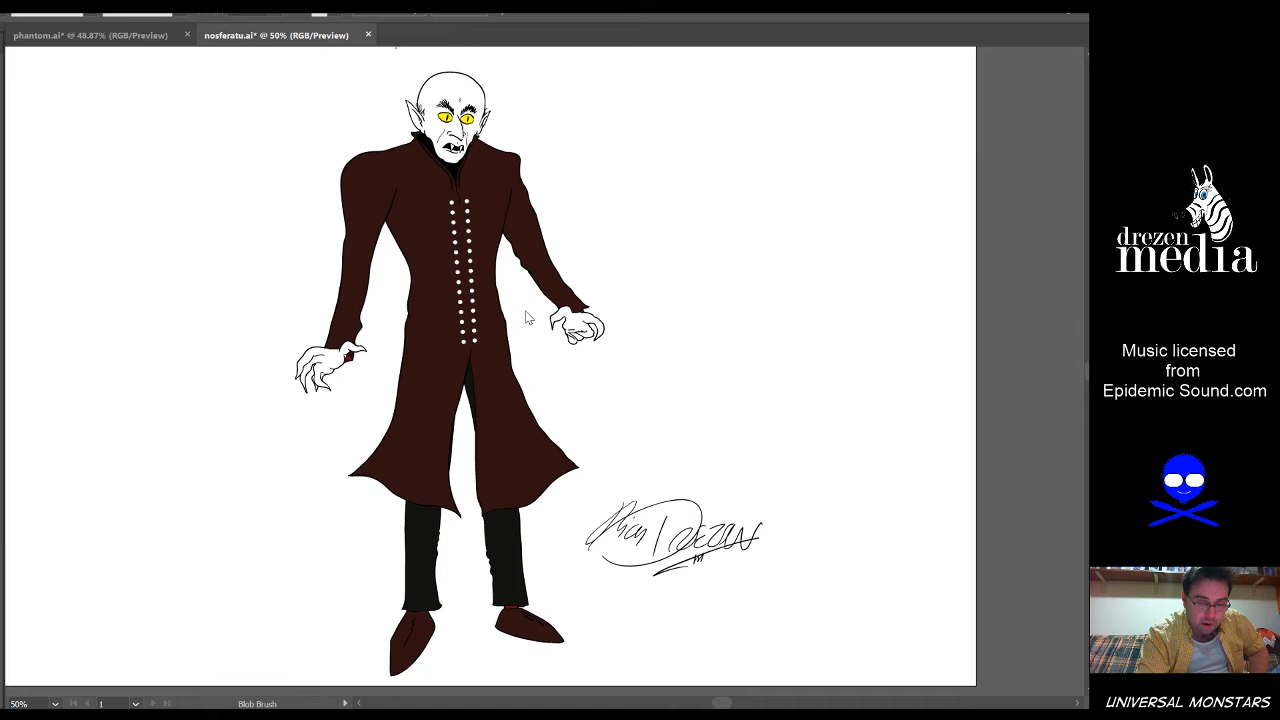 phantom.ai* @ 48.87% (RGB/Preview)
nosferatu.ai* @ 50% (RGB/Preview)
drezen
media
Music licensed
from
Epidemic Sound.com
DREZEN
50%
1
Blob Brush
UNIVERSAL MONSTARS